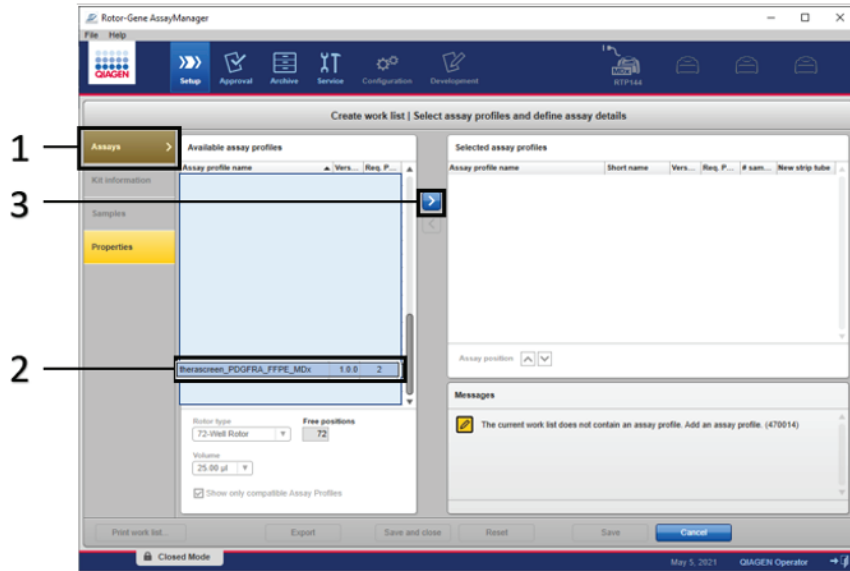 Rotor-Gene AssayManager
File Help
QIAGEN
Setup Approval Archive Service Configuration Development
MDx
RTP144
Create work list | Select assay profiles and define assay details
1
Assays
Kit information
Samples
Properties
Available assay profiles
Assay profile name Vers... Req. P...
3
2
therascreen_PDGFRA_FFPE_MDx 1.0.0 2
Rotor type Free positions
72-Well Rotor 72
Volume
25.00 µl
Show only compatible Assay Profiles
Selected assay profiles
Assay profile name Short name Vers... Req. P... # sam... New strip tube
Assay position
Messages
The current work list does not contain an assay profile. Add an assay profile. (470014)
Print work list... Export Save and close Reset Save Cancel
Closed Mode
May 5, 2021 QIAGEN Operator